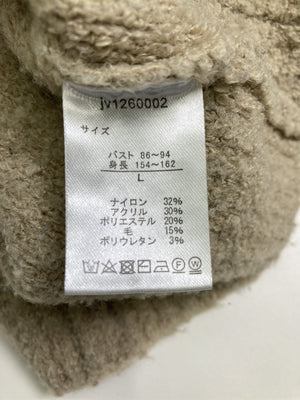 jv1260002
サイズ
バスト 86～94
身長 154～162
L
ナイロン 32%
アクリル 30%
ポリエステル 20%
毛 15%
ポリウレタン 3%